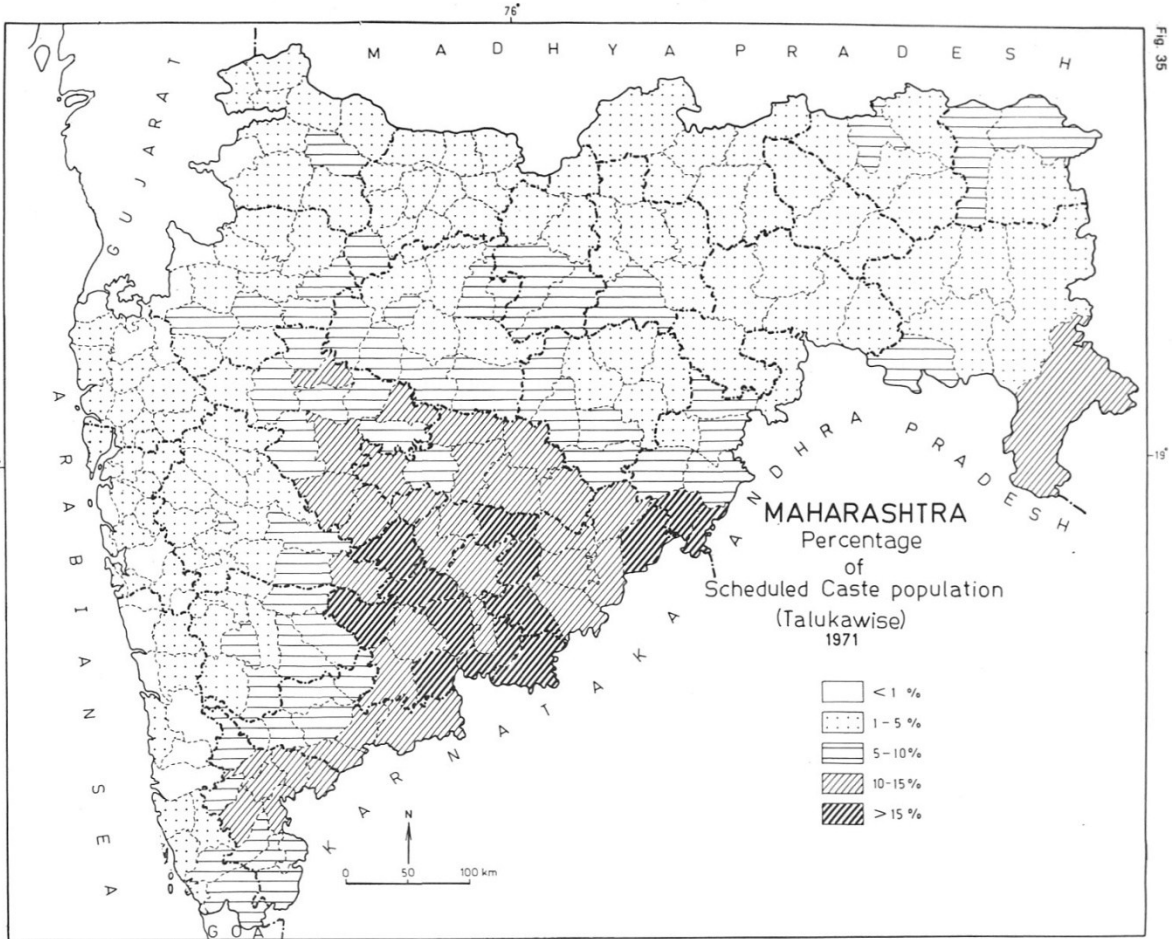 76°
Fig. 35
MADHYA PRADESH
GUJARAT
ARABIAN SEA
19°
ANDHRA PRADESH
MAHARASHTRA
Percentage
of
Scheduled Caste population
(Talukawise)
1971
<1 %
1-5 %
5-10%
10-15%
>15 %
KARNATAKA
N
0 50 100 km
GOA